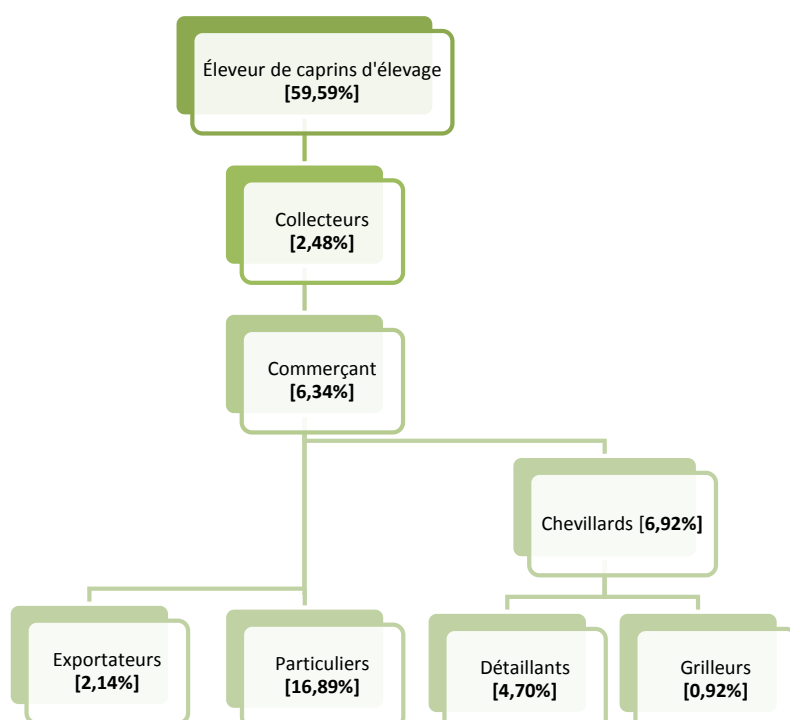 Éleveur de caprins d'élevage
[59,59%]
Collecteurs
[2,48%]
Commerçant
[6,34%]
Chevillards [6,92%]
Exportateurs
[2,14%]
Particuliers
[16,89%]
Détaillants
[4,70%]
Grilleurs
[0,92%]